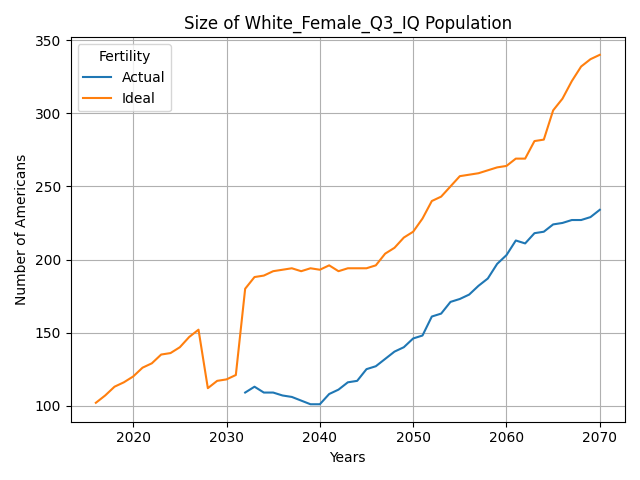 Size of White_Female_Q3_IQ Population
Fertility
Actual
Ideal
Number of Americans
350
300
250
200
150
100
2020 2030 2040 2050 2060 2070
Years